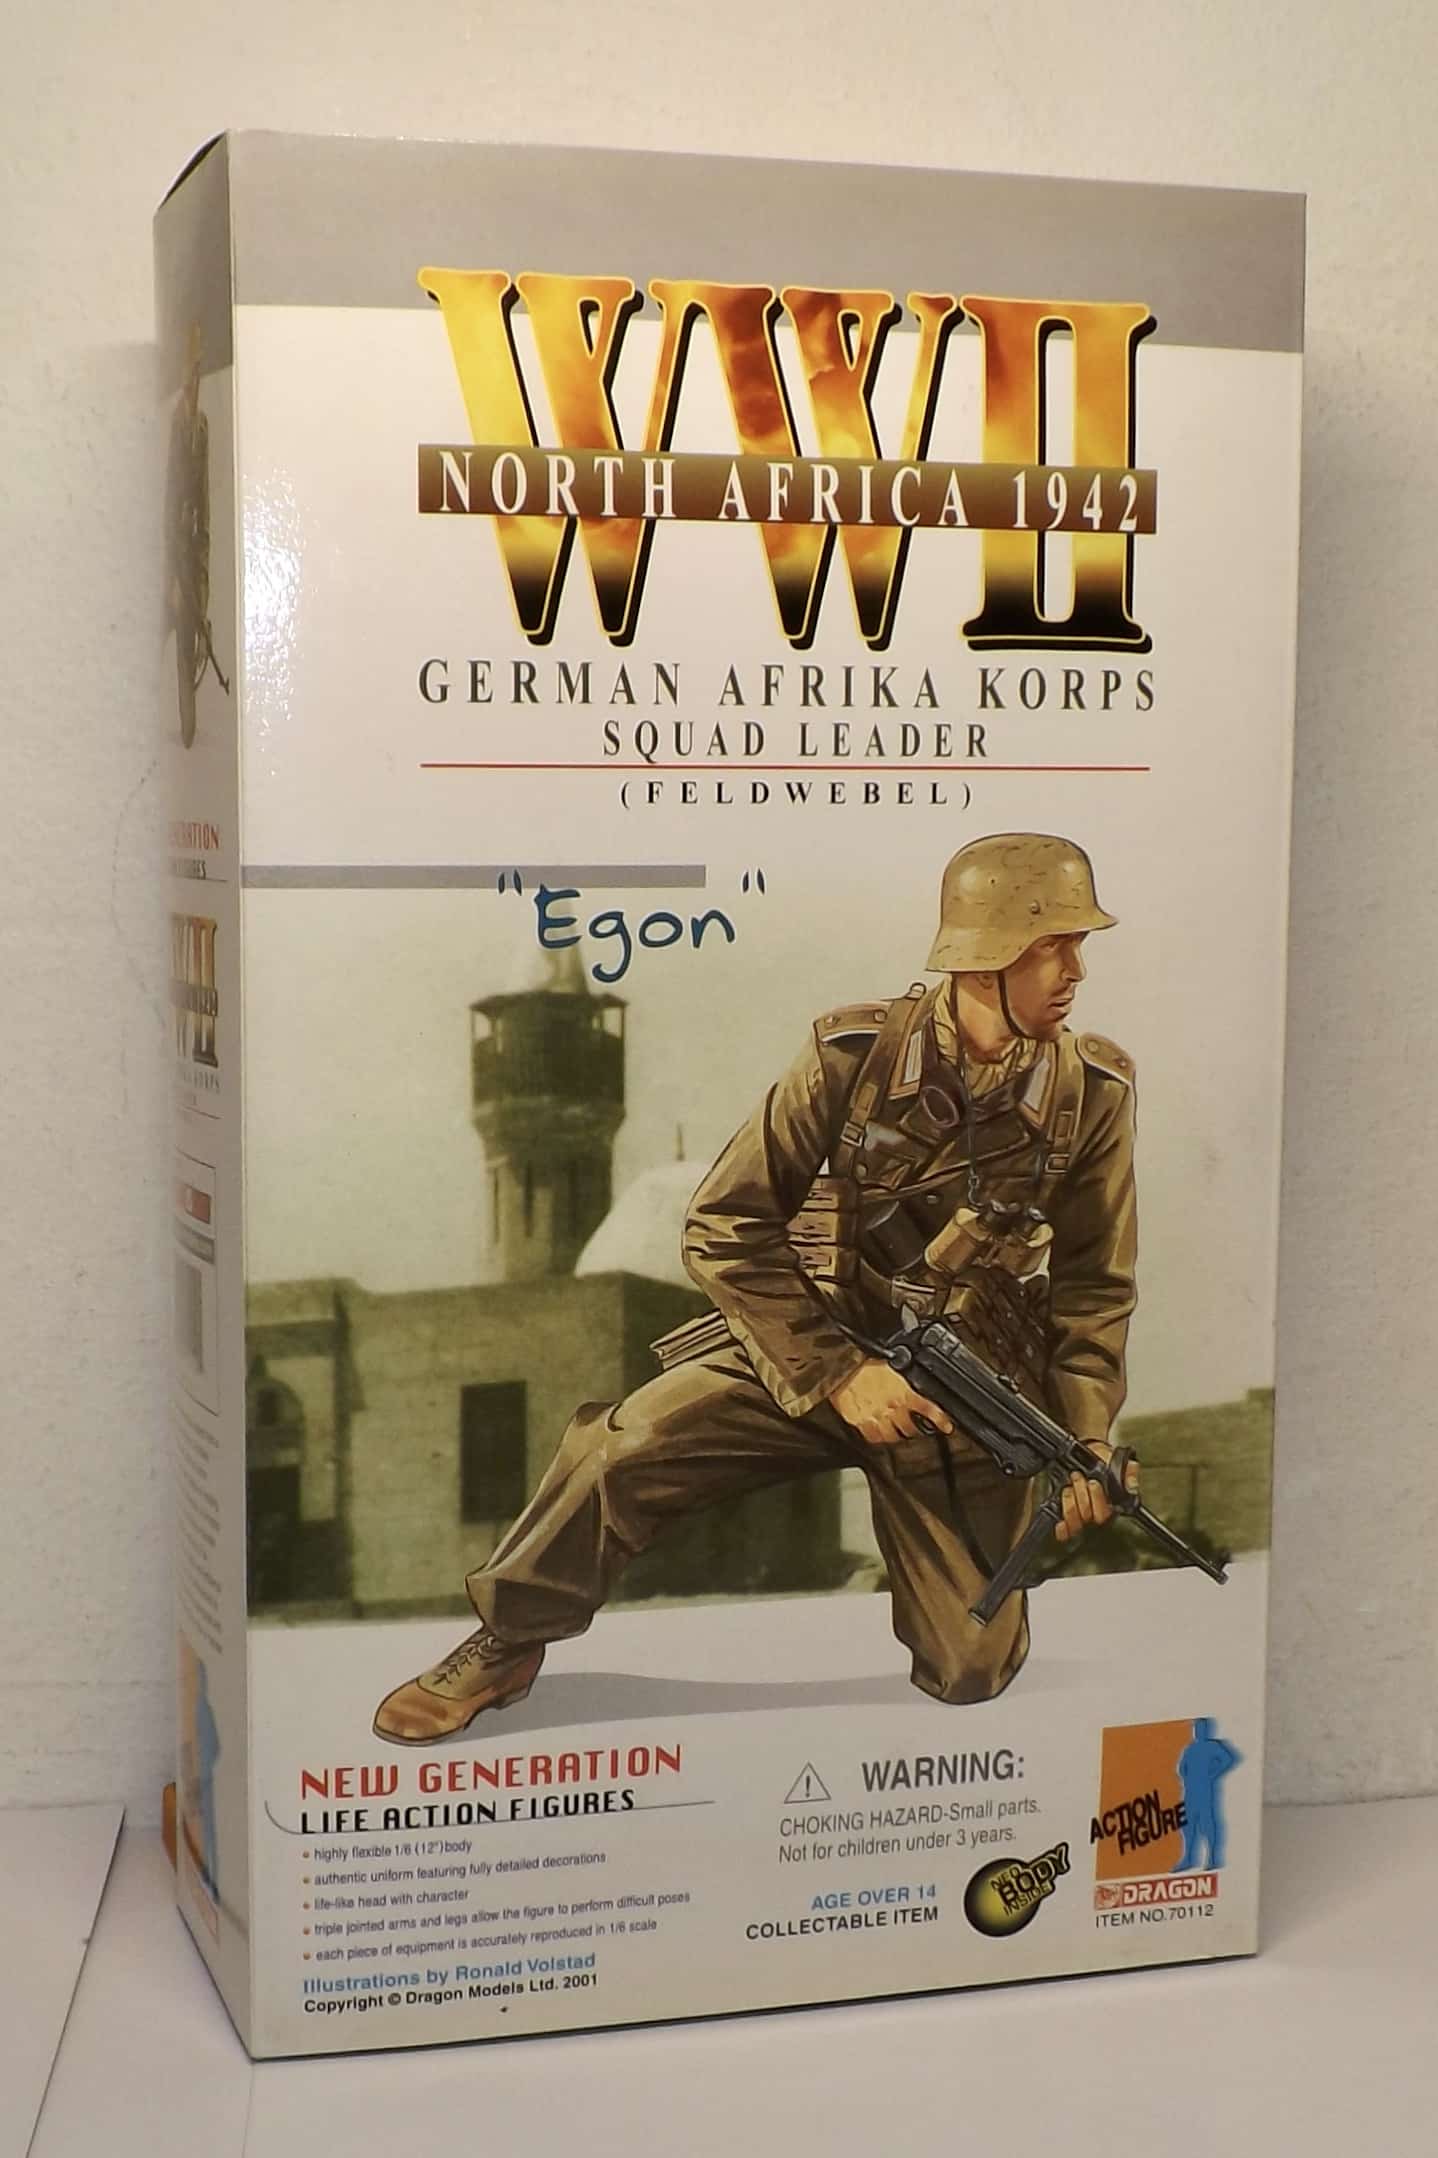 WWII
NORTH AFRICA 1942
GERMAN AFRIKA KORPS
SQUAD LEADER
(FELDWEBEL)
"Egon"
NEW GENERATION
LIFE ACTION FIGURES
• highly flexible 1/6 (12") body
• authentic uniform featuring fully detailed decorations
• life-like head with character
• triple jointed arms and legs allow the figure to perform difficult poses
• each piece of equipment is accurately reproduced in 1/6 scale
Illustrations by Ronald Volstad
Copyright © Dragon Models Ltd. 2001
WARNING:
CHOKING HAZARD-Small parts.
Not for children under 3 years.
AGE OVER 14
COLLECTABLE ITEM
NEO
BODY
INSIDE
ACTION
FIGURE
DRAGON
ITEM NO.70112